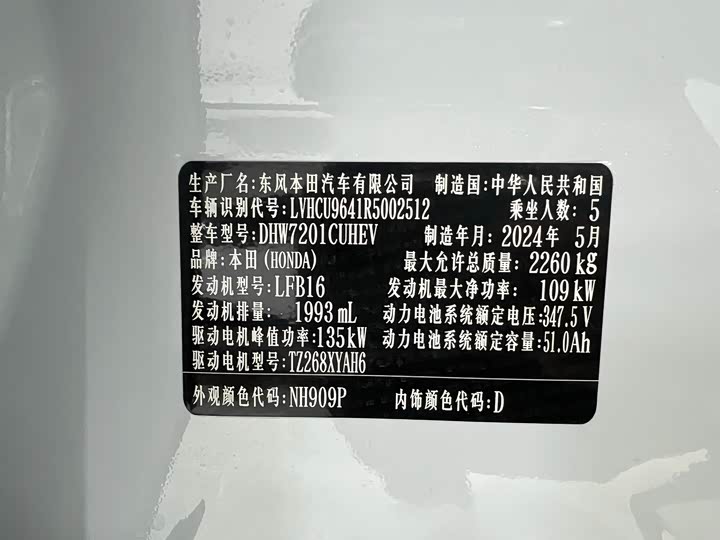 生产厂名:东风本田汽车有限公司 制造国:中华人民共和国
车辆识别代号:LVHCU9641R5002512 乘坐人数:5
整车型号:DHW7201CUHEV 制造年月:2024年 5月
品牌:本田(HONDA) 最大允许总质量:2260kg
发动机型号:LFB16 发动机最大净功率:109kW
发动机排量:1993mL 动力电池系统额定电压:347.5V
驱动电机峰值功率:135kW 动力电池系统额定容量:51.0Ah
驱动电机型号:TZ268XYAH6
外观颜色代码:NH909P 内饰颜色代码:D